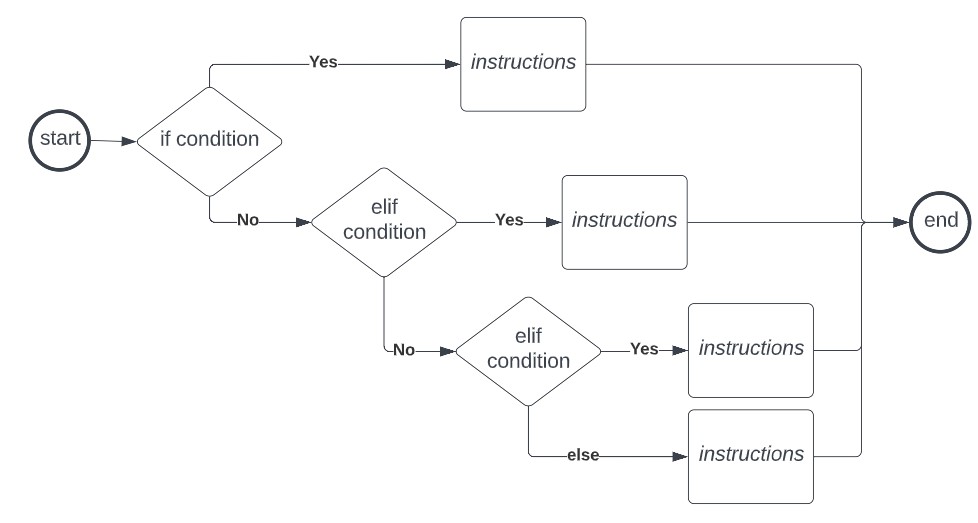 Yes
instructions
start
if condition
No
elif
condition
Yes
instructions
end
No
elif
condition
Yes
instructions
else
instructions